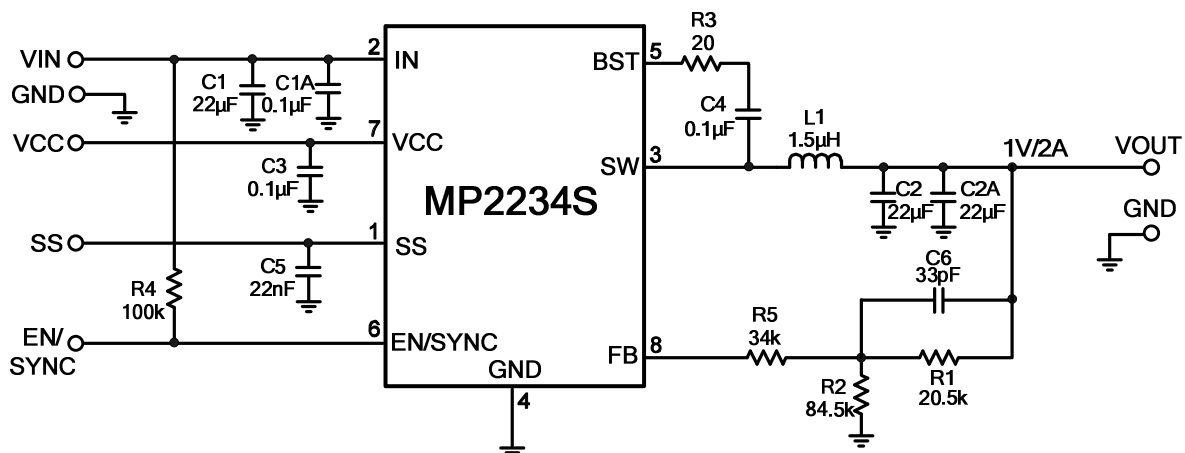 VIN
GND
VCC
SS
EN/
SYNC
R4
100k
C1
22µF
C1A
0.1µF
C3
0.1µF
C5
22nF
2
7
1
6
IN
VCC
SS
EN/SYNC
MP2234S
BST
SW
FB
GND
4
5
3
8
R3
20
C4
0.1µF
L1
1.5µH
C2
22µF
C2A
22µF
1V/2A
VOUT
GND
C6
33pF
R5
34k
R2
84.5k
R1
20.5k